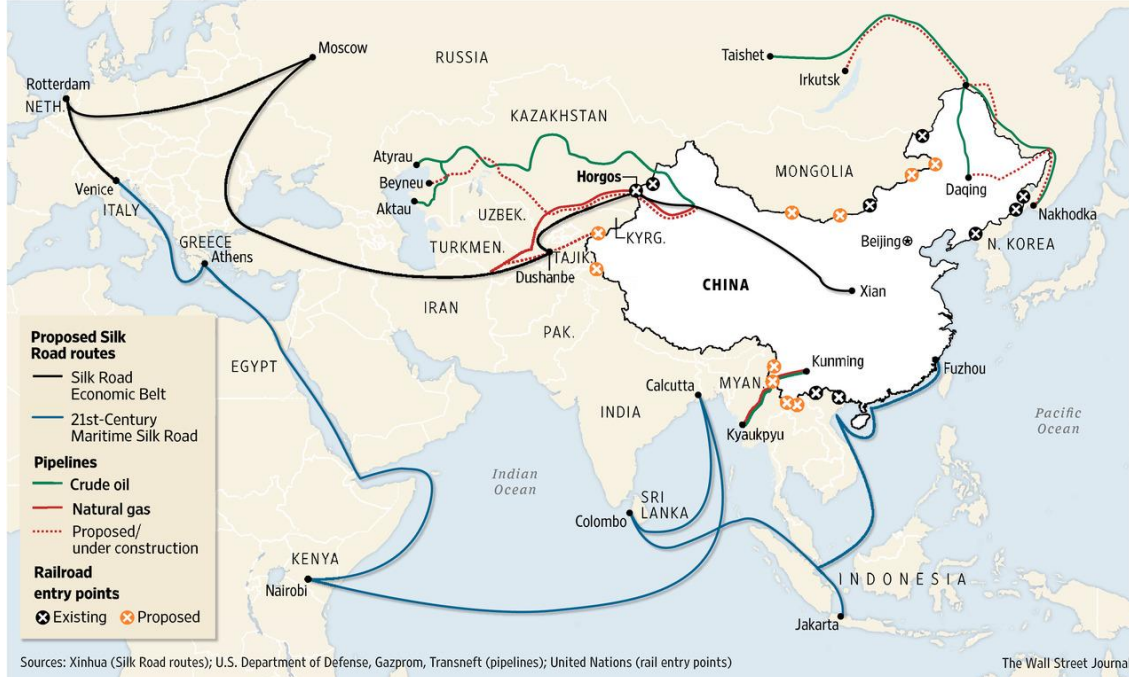 Taishet
Moscow
RUSSIA
Irkutsk
Rotterdam
NETH.
KAZAKHSTAN
Atyrau
MONGOLIA
Horgos
Beyneu
Daqing
Venice
Aktau
ITALY
UZBEK.
Nakhodka
GREECE
Athens
TURKMEN.
KYRG.
Beijing
N. KOREA
TAJIK.
Dushanbe
CHINA
Xian
IRAN
PAK.
Proposed Silk
Road routes
Silk Road
Economic Belt
21st-Century
Maritime Silk Road
Pipelines
Crude oil
Natural gas
Proposed/
under construction
Railroad
entry points
Existing
Proposed
EGYPT
Kunming
Fuzhou
Calcutta
MYAN.
INDIA
Kyaukpyu
Pacific
Ocean
Indian
Ocean
SRI
LANKA
Colombo
KENYA
Nairobi
INDONESIA
Jakarta
Sources: Xinhua (Silk Road routes); U.S. Department of Defense, Gazprom, Transneft (pipelines); United Nations (rail entry points)
The Wall Street Journal